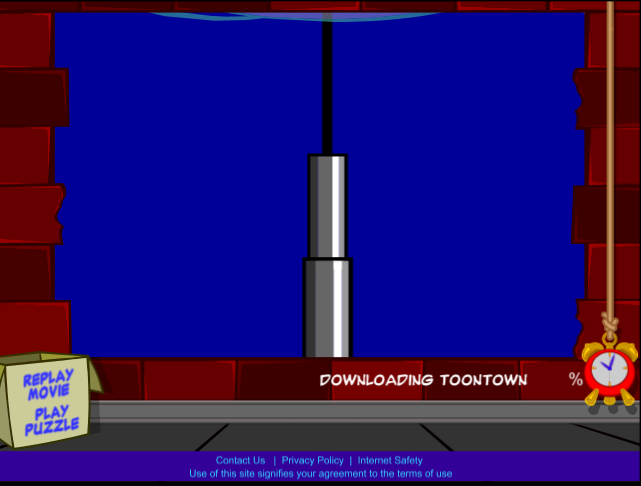 REPLAY
MOVIE
PLAY
PUZZLE
DOWNLOADING TOONTOWN %
Contact Us | Privacy Policy | Internet Safety
Use of this site signifies your agreement to the terms of use